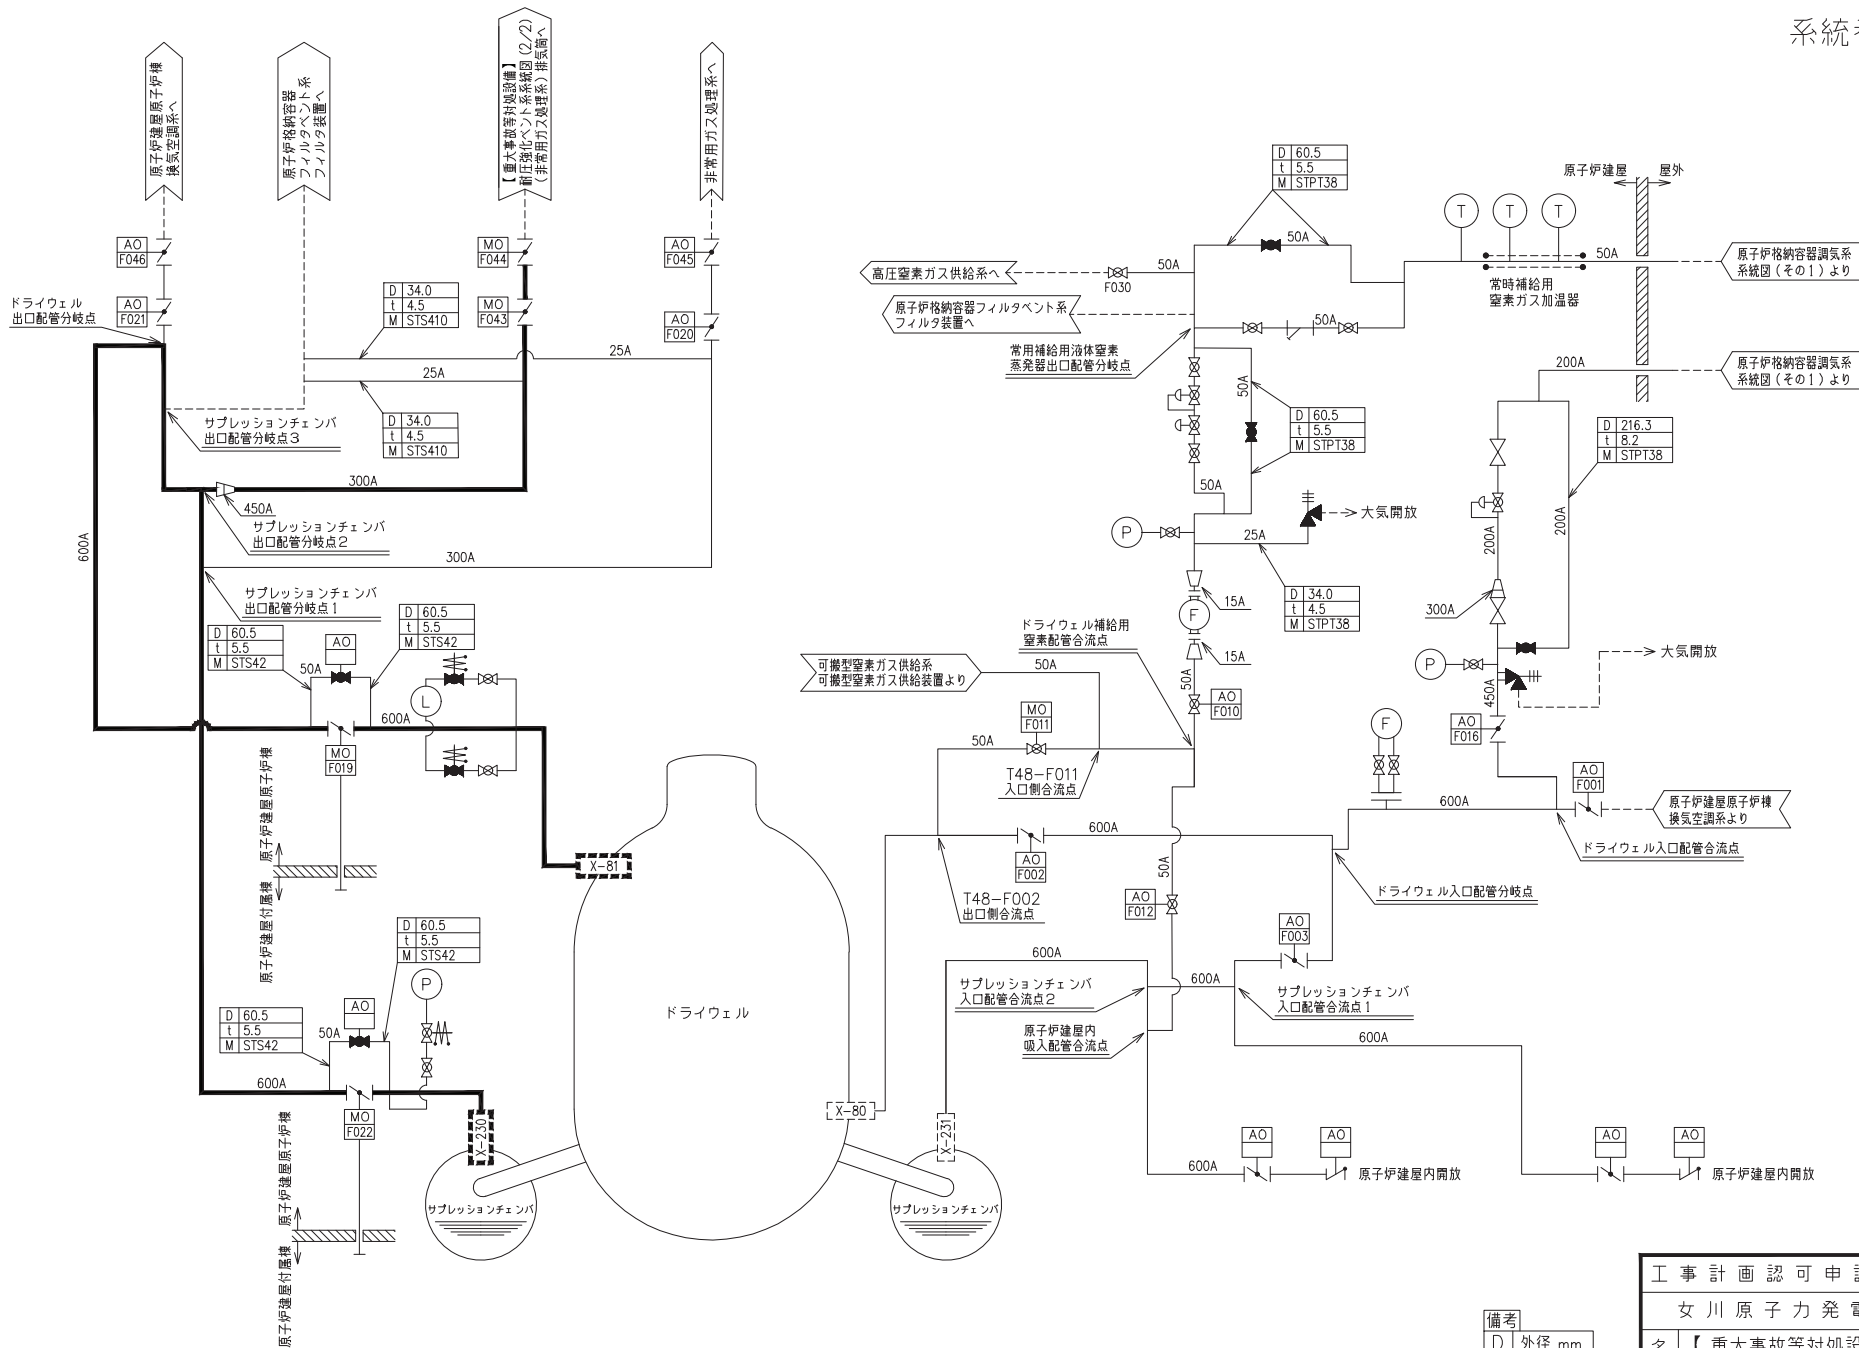 系統
原子炉建屋原子炉棟
換気空調系へ
原子炉格納容器
フィルタベント系
フィルタ装置へ
【重大事故等対処設備】
耐圧強化ベント系系統図(2/2)
(非常用ガス処理系)排気筒へ
非常用ガス処理系へ
AO
F046
MO
F044
AO
F045
ドライウェル
出口配管分岐点
AO
F021
MO
F043
AO
F020
D 34.0
t 4.5
M STS410
25A
25A
D 34.0
t 4.5
M STS410
サプレッションチェンバ
出口配管分岐点3
300A
450A
サプレッションチェンバ
出口配管分岐点2
600A
300A
サプレッションチェンバ
出口配管分岐点1
D 60.5
t 5.5
M STS42
D 60.5
t 5.5
M STS42
AO
50A
L
600A
MO
F019
原子炉建屋原子炉棟
原子炉建屋付属棟
X-81
D 60.5
t 5.5
M STS42
P
D 60.5
t 5.5
M STS42
AO
50A
600A
MO
F022
X-230
原子炉建屋原子炉棟
原子炉建屋付属棟
サプレッションチェンバ
ドライウェル
X-80
X-231
サプレッションチェンバ
D 60.5
t 5.5
M STPT38
50A
原子炉建屋
屋外
T
T
T
50A
原子炉格納容器調気系
系統図(その1)より
常時補給用
窒素ガス加温器
高圧窒素ガス供給系へ
F030
50A
原子炉格納容器フィルタベント系
フィルタ装置へ
50A
常用補給用液体窒素
蒸発器出口配管分岐点
200A
原子炉格納容器調気系
系統図(その1)より
50A
D 60.5
t 5.5
M STPT38
D 216.3
t 8.2
M STPT38
50A
大気開放
P
25A
200A
200A
D 34.0
t 4.5
M STPT38
15A
F
15A
300A
ドライウェル補給用
窒素配管合流点
可搬型窒素ガス供給系
可搬型窒素ガス供給装置より
50A
50A
AO
F010
P
大気開放
450A
AO
F016
MO
F011
50A
T48-F011
入口側合流点
F
AO
F001
600A
原子炉建屋原子炉棟
換気空調系より
ドライウェル入口配管合流点
600A
AO
F002
T48-F002
出口側合流点
50A
AO
F012
ドライウェル入口配管分岐点
AO
F003
600A
サプレッションチェンバ
入口配管合流点2
600A
サプレッションチェンバ
入口配管合流点1
原子炉建屋内
吸入配管合流点
600A
600A
AO
AO
原子炉建屋内開放
AO
AO
原子炉建屋内開放
備考
D 外径 mm
工事計画認可申
女川原子力発
【重大事故等対処設